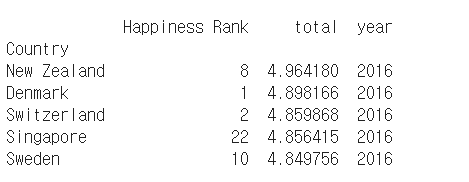 Happiness Rank total year
Country
New Zealand 8 4.964180 2016
Denmark 1 4.898166 2016
Switzerland 2 4.859868 2016
Singapore 22 4.856415 2016
Sweden 10 4.849756 2016